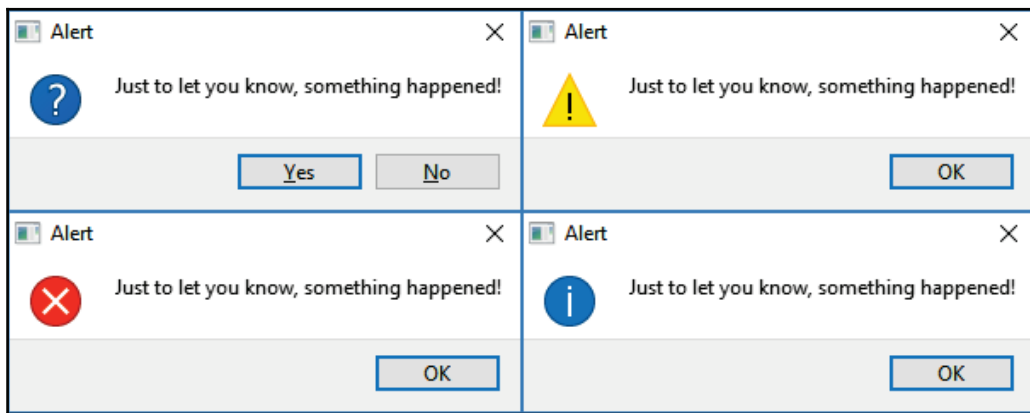 Alert
Just to let you know, something happened!
?
Yes No
Alert
Just to let you know, something happened!
!
OK
Alert
Just to let you know, something happened!
OK
Alert
Just to let you know, something happened!
i
OK